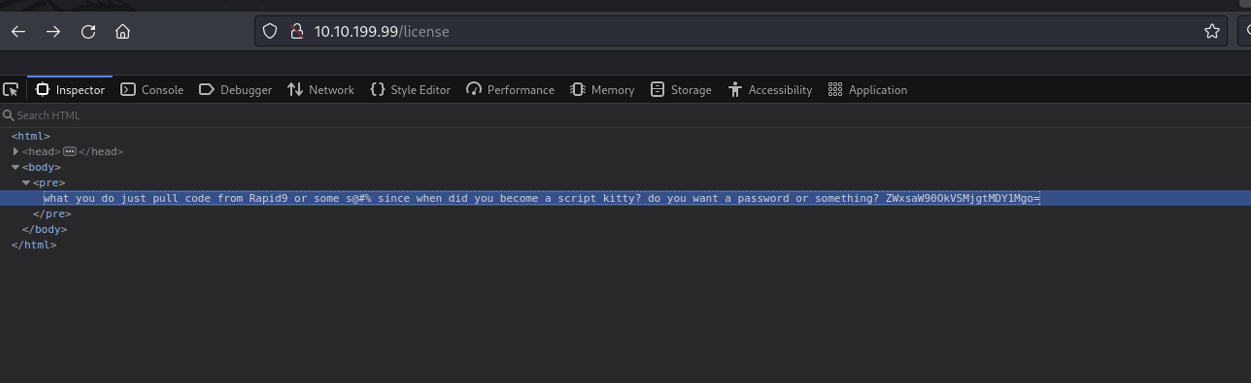 10.10.199.99/license
Inspector Console Debugger Network {} Style Editor Performance Memory Storage Accessibility Application
Search HTML
<html>
<head> ... </head>
<body>
<pre>
what you do just pull code from Rapid9 or some s@#% since when did you become a script kitty? do you want a password or something? ZWxsaW90OkVSMjgtMDY1Mgo=
</pre>
</body>
</html>